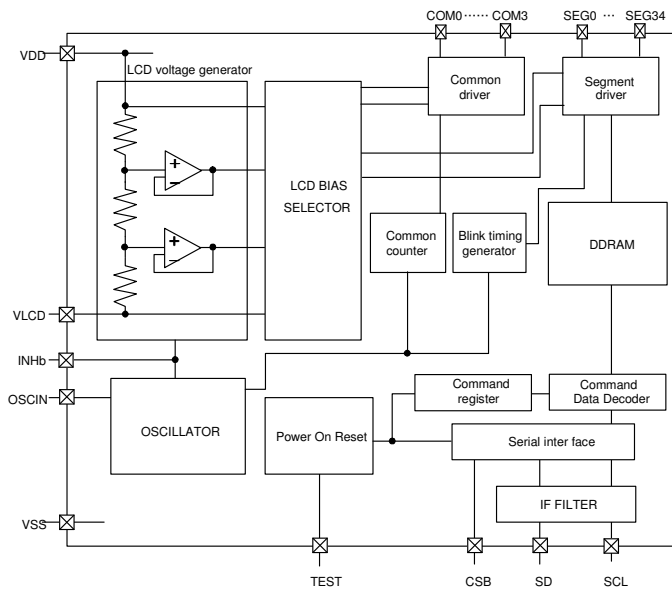 COM0 ······ COM3 SEG0 ··· SEG34
VDD
LCD voltage generator
Common
driver
Segment
driver
+
−
LCD BIAS
SELECTOR
+
−
Common
counter
Blink timing
generator
DDRAM
VLCD
INHb
OSCIN
OSCILLATOR
Command
register
Command
Data Decoder
Power On Reset
Serial inter face
IF FILTER
VSS
TEST CSB SD SCL